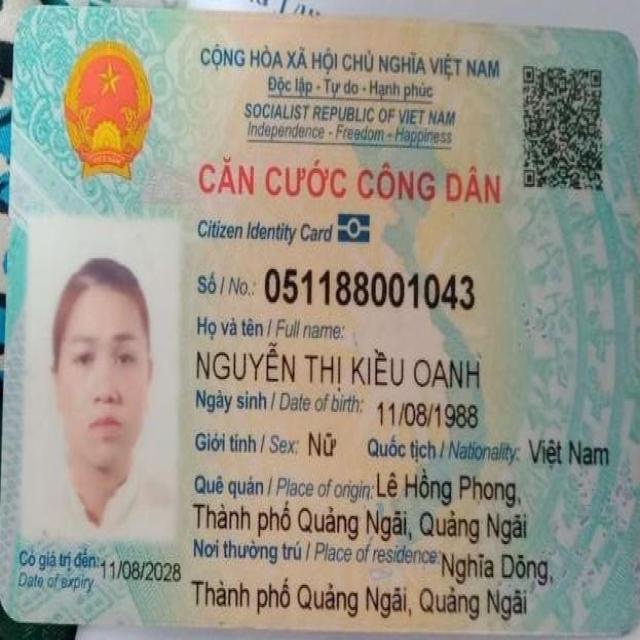 CỘNG HÒA XÃ HỘI CHỦ NGHĨA VIỆT NAM
Độc lập - Tự do - Hạnh phúc
SOCIALIST REPUBLIC OF VIET NAM
Independence - Freedom - Happiness
CĂN CƯỚC CÔNG DÂN
Citizen Identity Card
Số / No.: 051188001043
Họ và tên / Full name:
NGUYỄN THỊ KIỀU OANH
Ngày sinh / Date of birth: 11/08/1988
Giới tính / Sex: Nữ Quốc tịch / Nationality: Việt Nam
Quê quán / Place of origin: Lê Hồng Phong,
Thành phố Quảng Ngãi, Quảng Ngãi
Nơi thường trú / Place of residence: Nghĩa Dõng,
Thành phố Quảng Ngãi, Quảng Ngãi
Có giá trị đến: 11/08/2028
Date of expiry